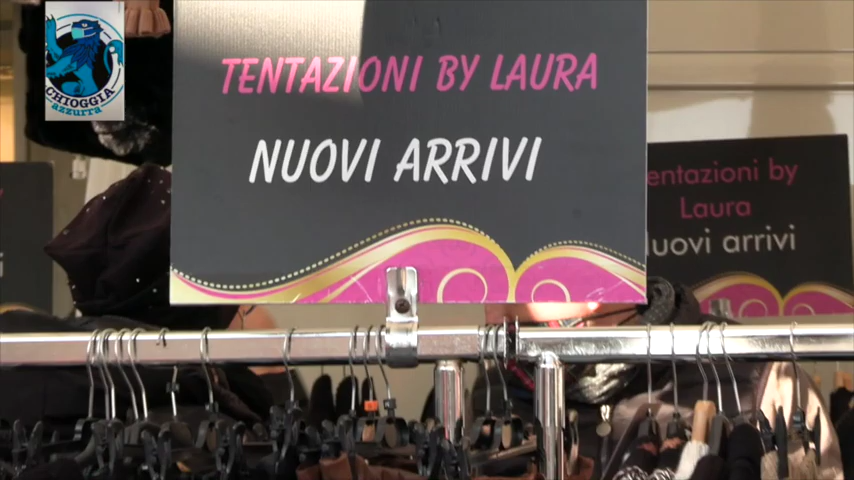 CHIOGGIA
azzurra
TENTAZIONI BY LAURA
NUOVI ARRIVI
entazioni by
Laura
uovi arrivi
i